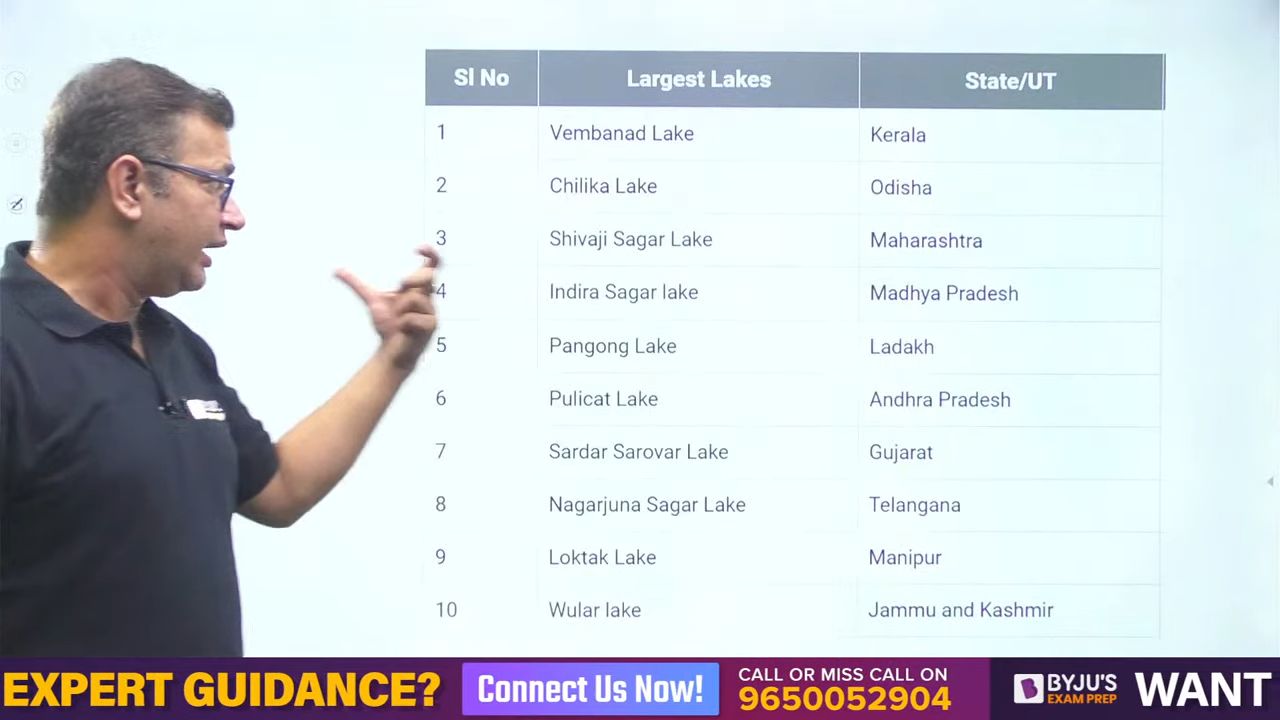 Sl No Largest Lakes State/UT
1 Vembanad Lake Kerala
2 Chilika Lake Odisha
3 Shivaji Sagar Lake Maharashtra
4 Indira Sagar lake Madhya Pradesh
5 Pangong Lake Ladakh
6 Pulicat Lake Andhra Pradesh
7 Sardar Sarovar Lake Gujarat
8 Nagarjuna Sagar Lake Telangana
9 Loktak Lake Manipur
10 Wular lake Jammu and Kashmir
EXPERT GUIDANCE?
Connect Us Now!
CALL OR MISS CALL ON
9650052904
BYJU'S
EXAM PREP
WANT